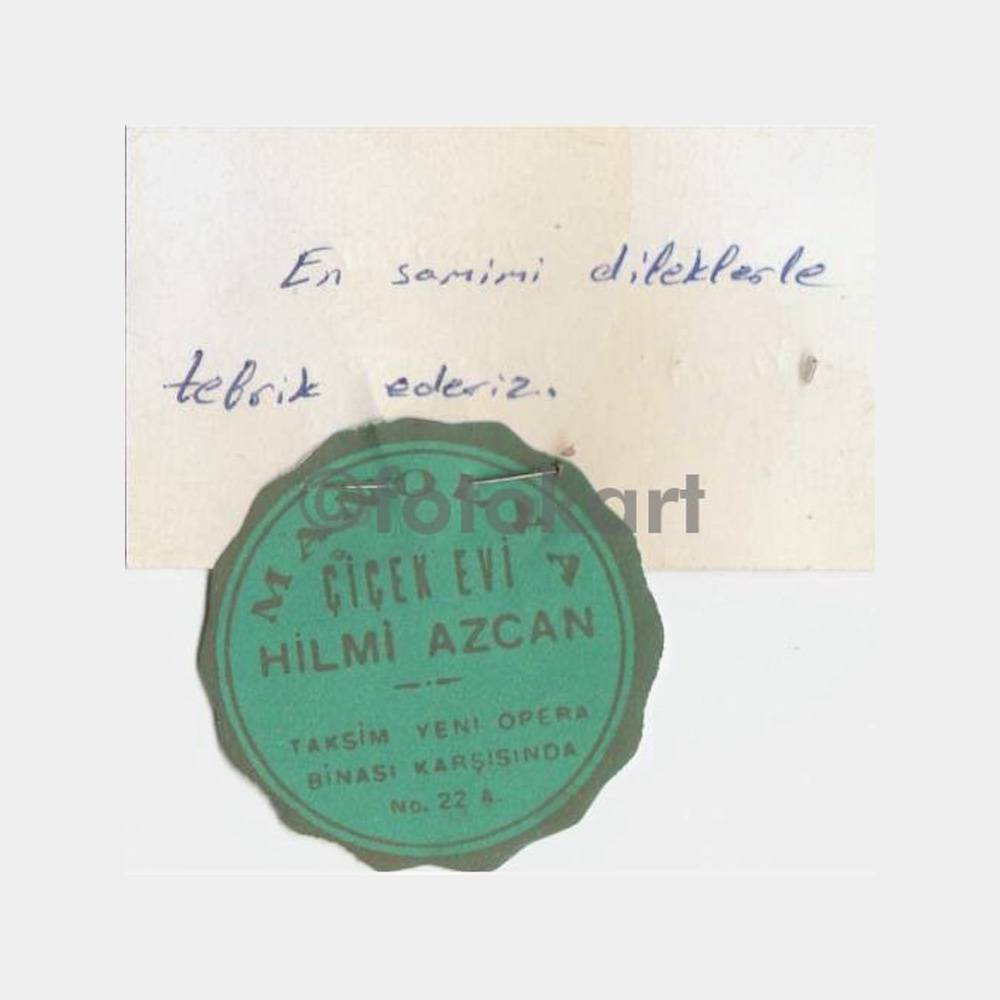 En samimi dileklerle
tebrik ederiz.
©fotokart
ÇİÇEK EVİ
HİLMİ AZCAN
TAKSİM YENİ OPERA
BİNASI KARŞISINDA
No. 22 A.